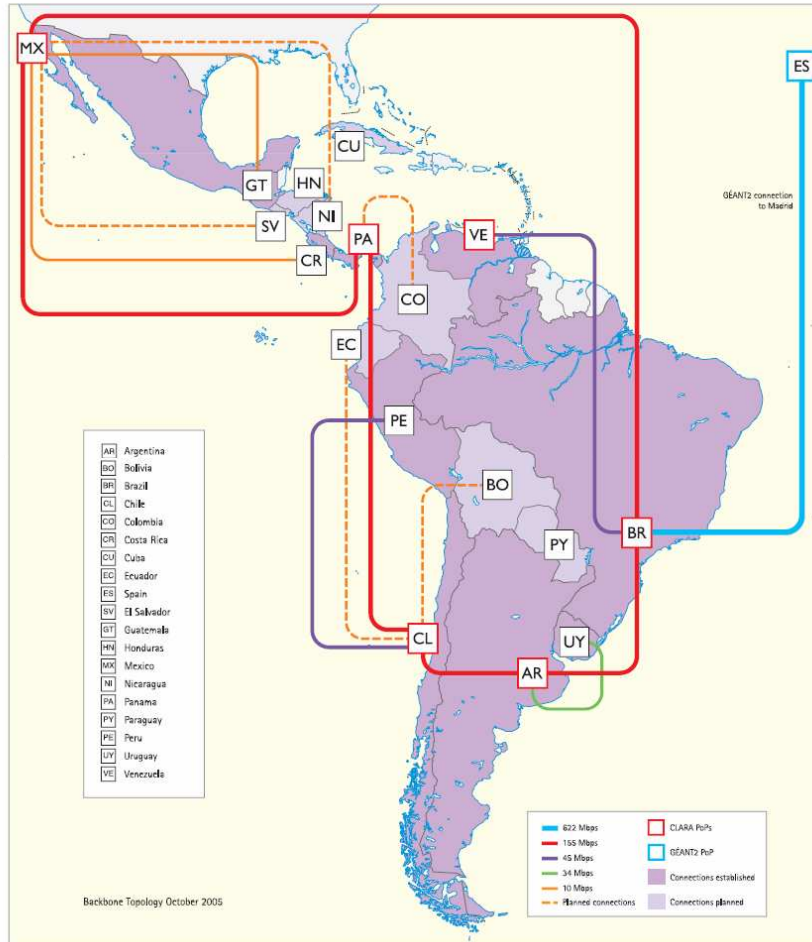 MX
ES
CU
GÉANT2 connection
to Madrid
GT
HN
NI
SV
PA
VE
CR
CO
EC
PE
BO
PY
BR
CL
UY
AR
AR Argentina
BO Bolivia
BR Brazil
CL Chile
CO Colombia
CR Costa Rica
CU Cuba
EC Ecuador
ES Spain
SV El Salvador
GT Guatemala
HN Honduras
MX Mexico
NI Nicaragua
PA Panama
PY Paraguay
PE Peru
UY Uruguay
VE Venezuela
622 Mbps
155 Mbps
45 Mbps
34 Mbps
10 Mbps
Planned connections
CLARA PoPs
GÉANT2 PoP
Connections established
Connections planned
Backbone Topology October 2005